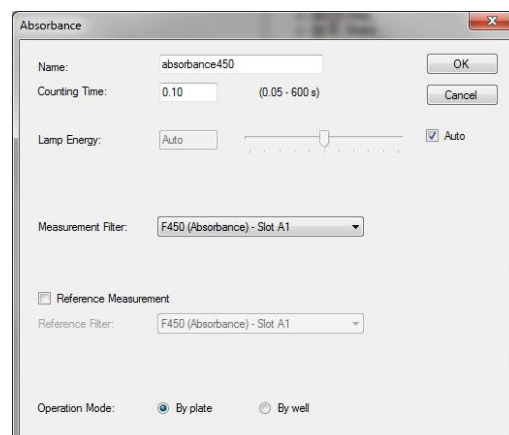 Absorbance
Name: absorbance450 OK
Counting Time: 0.10 (0.05 - 600 s) Cancel
Lamp Energy: Auto Auto
Measurement Filter: F450 (Absorbance) - Slot A1
Reference Measurement
Reference Filter: F450 (Absorbance) - Slot A1
Operation Mode: By plate By well